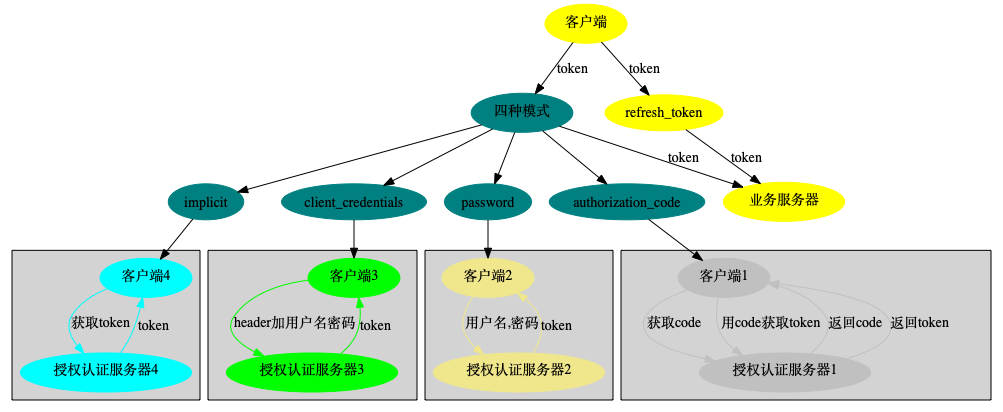 客户端
token
token
四种模式
refresh_token
token
token
implicit
client_credentials
password
authorization_code
业务服务器
客户端4
客户端3
客户端2
客户端1
获取token
token
header加用户名密码
token
用户名,密码
token
获取code
用code获取token
返回code
返回token
授权认证服务器4
授权认证服务器3
授权认证服务器2
授权认证服务器1